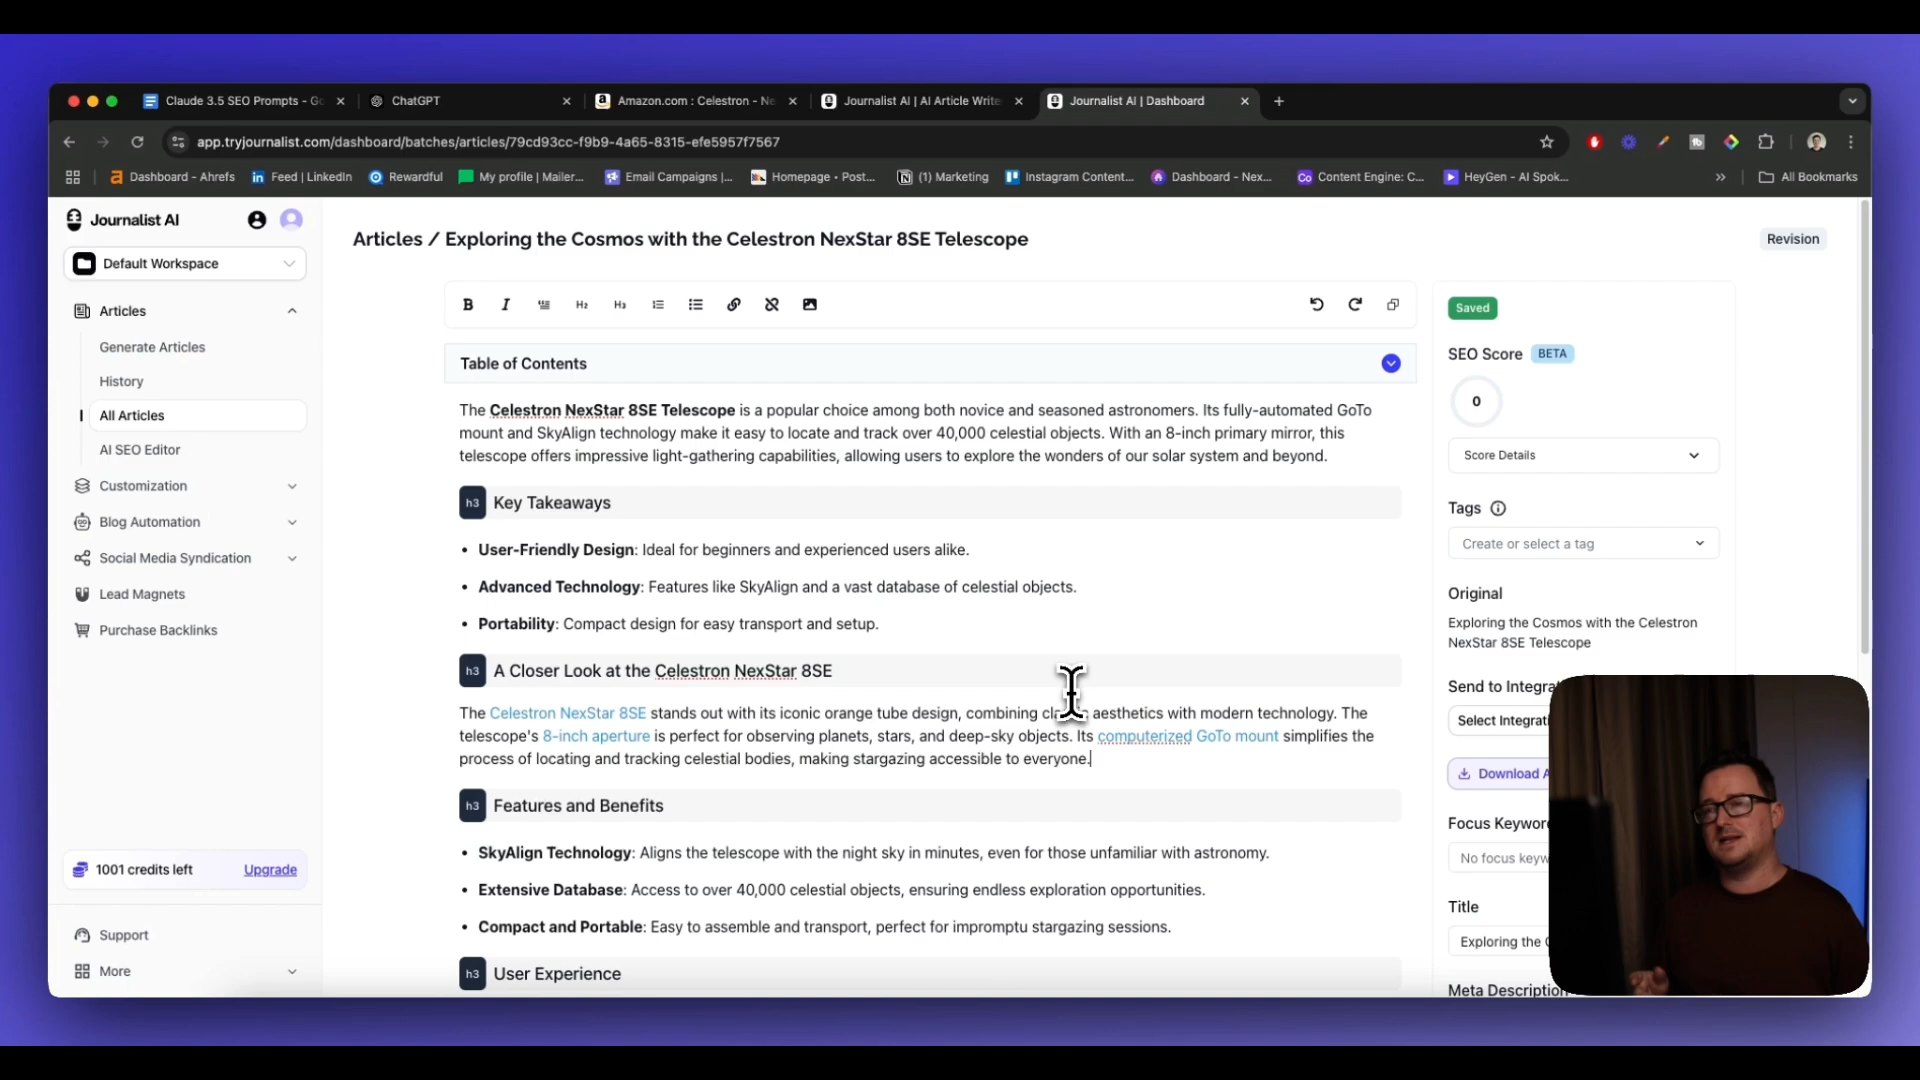 Claude 3.5 SEO Prompts - Go
ChatGPT
Amazon.com : Celestron - Ne
Journalist AI | AI Article Write
Journalist AI | Dashboard
app.tryjournalist.com/dashboard/batches/articles/79cd93cc-f9b9-4a65-8315-efe5957f7567
Dashboard - Ahrefs
Feed | LinkedIn
Rewardful
My profile | Mailer...
Email Campaigns |...
Homepage • Post...
(1) Marketing
Instagram Content...
Dashboard - Nex...
Content Engine: C...
HeyGen - AI Spok...
All Bookmarks
Journalist AI
Default Workspace
Articles
Generate Articles
History
All Articles
AI SEO Editor
Customization
Blog Automation
Social Media Syndication
Lead Magnets
Purchase Backlinks
1001 credits left Upgrade
Support
More
Articles / Exploring the Cosmos with the Celestron NexStar 8SE Telescope
Revision
B I H2 H3
Table of Contents
The Celestron NexStar 8SE Telescope is a popular choice among both novice and seasoned astronomers. Its fully-automated GoTo
mount and SkyAlign technology make it easy to locate and track over 40,000 celestial objects. With an 8-inch primary mirror, this
telescope offers impressive light-gathering capabilities, allowing users to explore the wonders of our solar system and beyond.
h3 Key Takeaways
• User-Friendly Design: Ideal for beginners and experienced users alike.
• Advanced Technology: Features like SkyAlign and a vast database of celestial objects.
• Portability: Compact design for easy transport and setup.
h3 A Closer Look at the Celestron NexStar 8SE
The Celestron NexStar 8SE stands out with its iconic orange tube design, combining aesthetics with modern technology. The
telescope's 8-inch aperture is perfect for observing planets, stars, and deep-sky objects. Its computerized GoTo mount simplifies the
process of locating and tracking celestial bodies, making stargazing accessible to everyone.
h3 Features and Benefits
• SkyAlign Technology: Aligns the telescope with the night sky in minutes, even for those unfamiliar with astronomy.
• Extensive Database: Access to over 40,000 celestial objects, ensuring endless exploration opportunities.
• Compact and Portable: Easy to assemble and transport, perfect for impromptu stargazing sessions.
h3 User Experience
Saved
SEO Score BETA
0
Score Details
Tags
Create or select a tag
Original
Exploring the Cosmos with the Celestron
NexStar 8SE Telescope
Send to Integra
Select Integrati
Download A
Focus Keywor
No focus keyw
Title
Exploring the
Meta Description